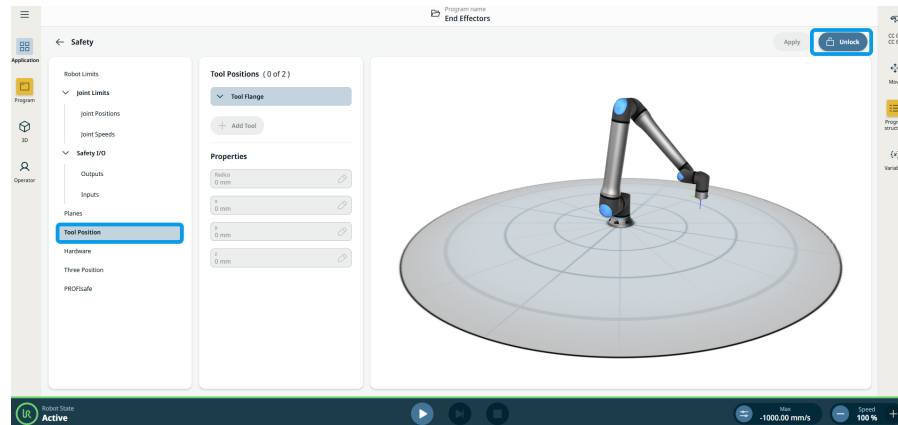 Program name
End Effectors
Application
Program
3D
Operator
Safety
Apply
Unlock
Robot Limits
Joint Limits
Joint Positions
Joint Speeds
Safety I/O
Outputs
Inputs
Planes
Tool Position
Hardware
Three Position
PROFIsafe
Tool Positions ( 0 of 2 )
Tool Flange
Add Tool
Properties
Radius
0 mm
x
0 mm
0 mm
z
0 mm
Robot State
Active
Max
-1000.00 mm/s
Speed
100 %